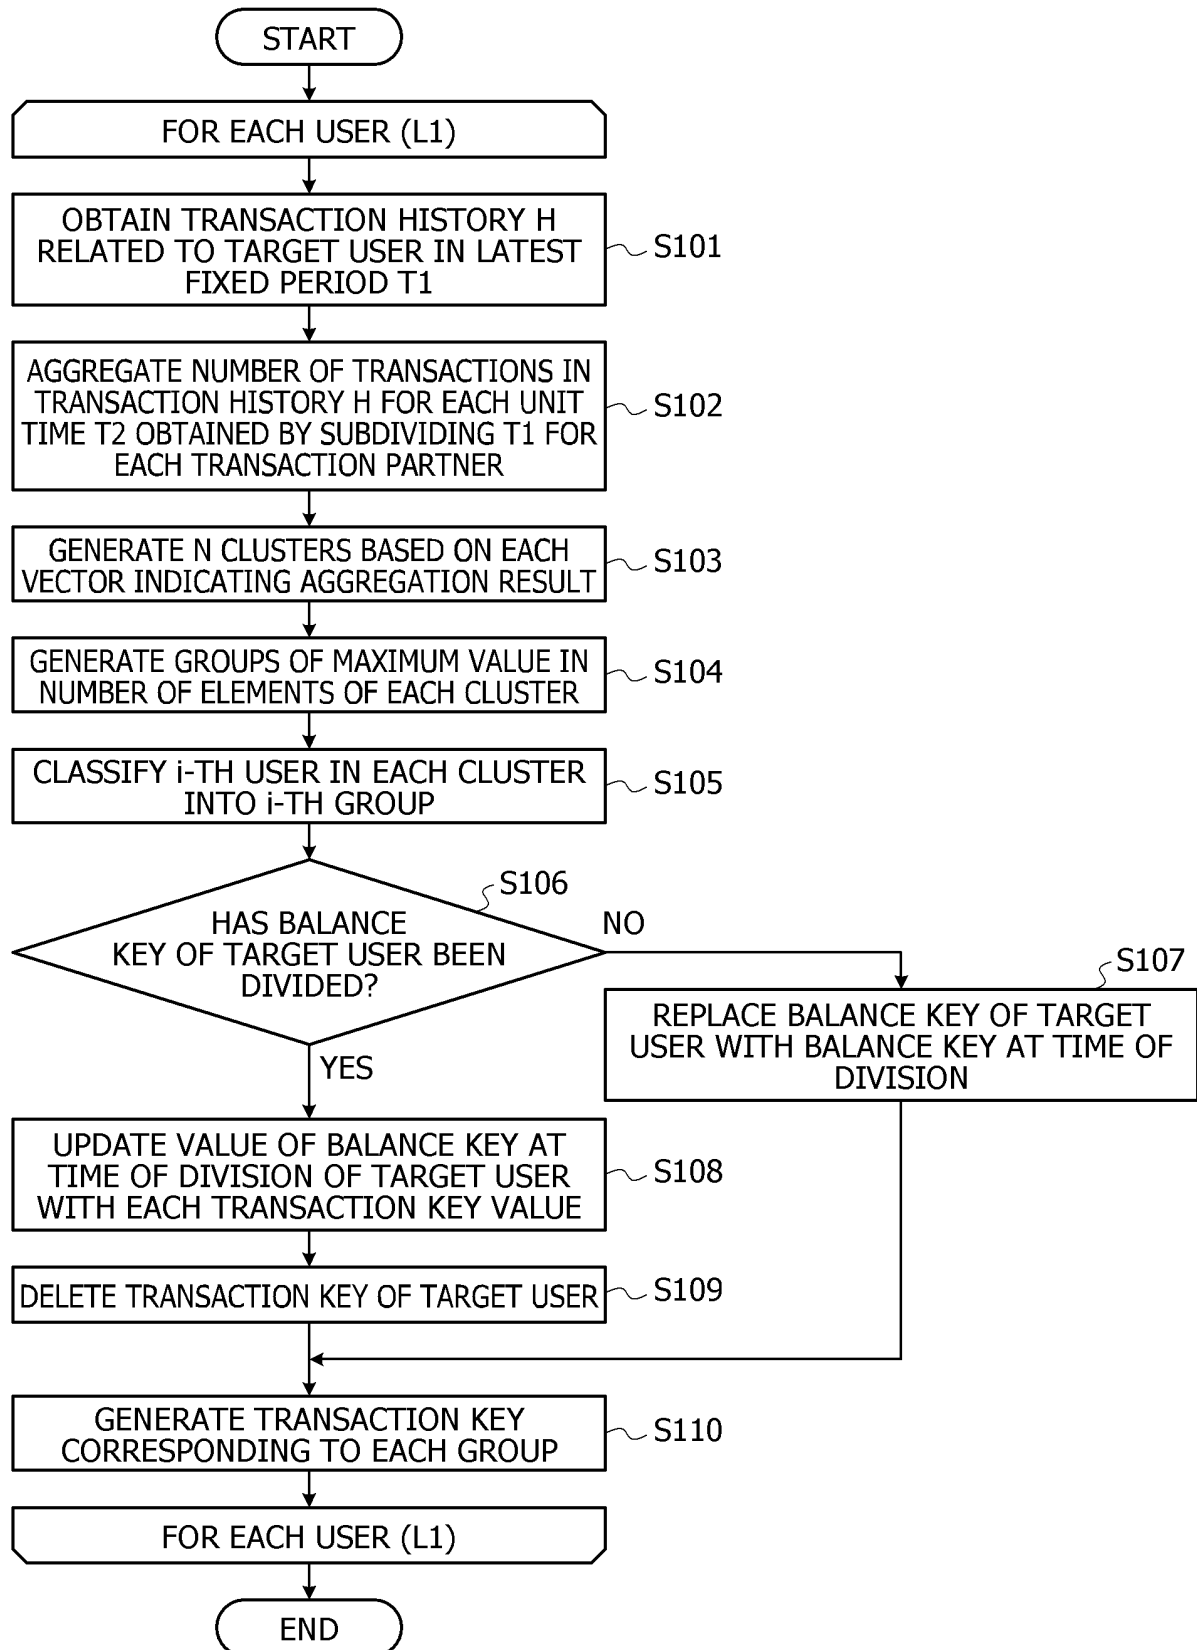 START
FOR EACH USER (L1)
OBTAIN TRANSACTION HISTORY H
RELATED TO TARGET USER IN LATEST
FIXED PERIOD T1
S101
AGGREGATE NUMBER OF TRANSACTIONS IN
TRANSACTION HISTORY H FOR EACH UNIT
TIME T2 OBTAINED BY SUBDIVIDING T1 FOR
EACH TRANSACTION PARTNER
S102
GENERATE N CLUSTERS BASED ON EACH
VECTOR INDICATING AGGREGATION RESULT
S103
GENERATE GROUPS OF MAXIMUM VALUE IN
NUMBER OF ELEMENTS OF EACH CLUSTER
S104
CLASSIFY i-TH USER IN EACH CLUSTER
INTO i-TH GROUP
S105
S106
HAS BALANCE
KEY OF TARGET USER BEEN
DIVIDED?
NO
YES
S107
REPLACE BALANCE KEY OF TARGET
USER WITH BALANCE KEY AT TIME OF
DIVISION
UPDATE VALUE OF BALANCE KEY AT
TIME OF DIVISION OF TARGET USER
WITH EACH TRANSACTION KEY VALUE
S108
DELETE TRANSACTION KEY OF TARGET USER
S109
GENERATE TRANSACTION KEY
CORRESPONDING TO EACH GROUP
S110
FOR EACH USER (L1)
END